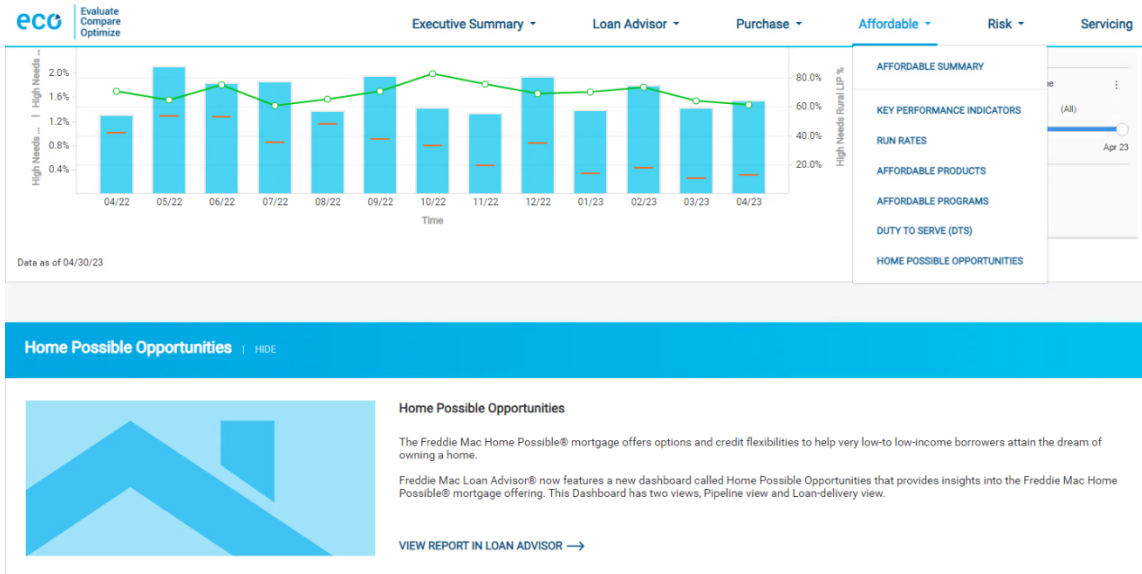 eco
Evaluate
Compare
Optimize
Executive Summary
Loan Advisor
Purchase
Affordable
Risk
Servicing
AFFORDABLE SUMMARY
KEY PERFORMANCE INDICATORS
RUN RATES
AFFORDABLE PRODUCTS
AFFORDABLE PROGRAMS
DUTY TO SERVE (DTS)
HOME POSSIBLE OPPORTUNITIES
High Needs ... | High Needs ...
2.0%
1.6%
1.2%
0.8%
0.4%
80.0%
60.0%
40.0%
20.0%
High Needs Rural LIP %
04/22 05/22 06/22 07/22 08/22 09/22 10/22 11/22 12/22 01/23 02/23 03/23 04/23
Time
(All)
Apr 23
Data as of 04/30/23
Home Possible Opportunities | HIDE
Home Possible Opportunities
The Freddie Mac Home Possible® mortgage offers options and credit flexibilities to help very low-to low-income borrowers attain the dream of
owning a home.
Freddie Mac Loan Advisor® now features a new dashboard called Home Possible Opportunities that provides insights into the Freddie Mac Home
Possible® mortgage offering. This Dashboard has two views, Pipeline view and Loan-delivery view.
VIEW REPORT IN LOAN ADVISOR